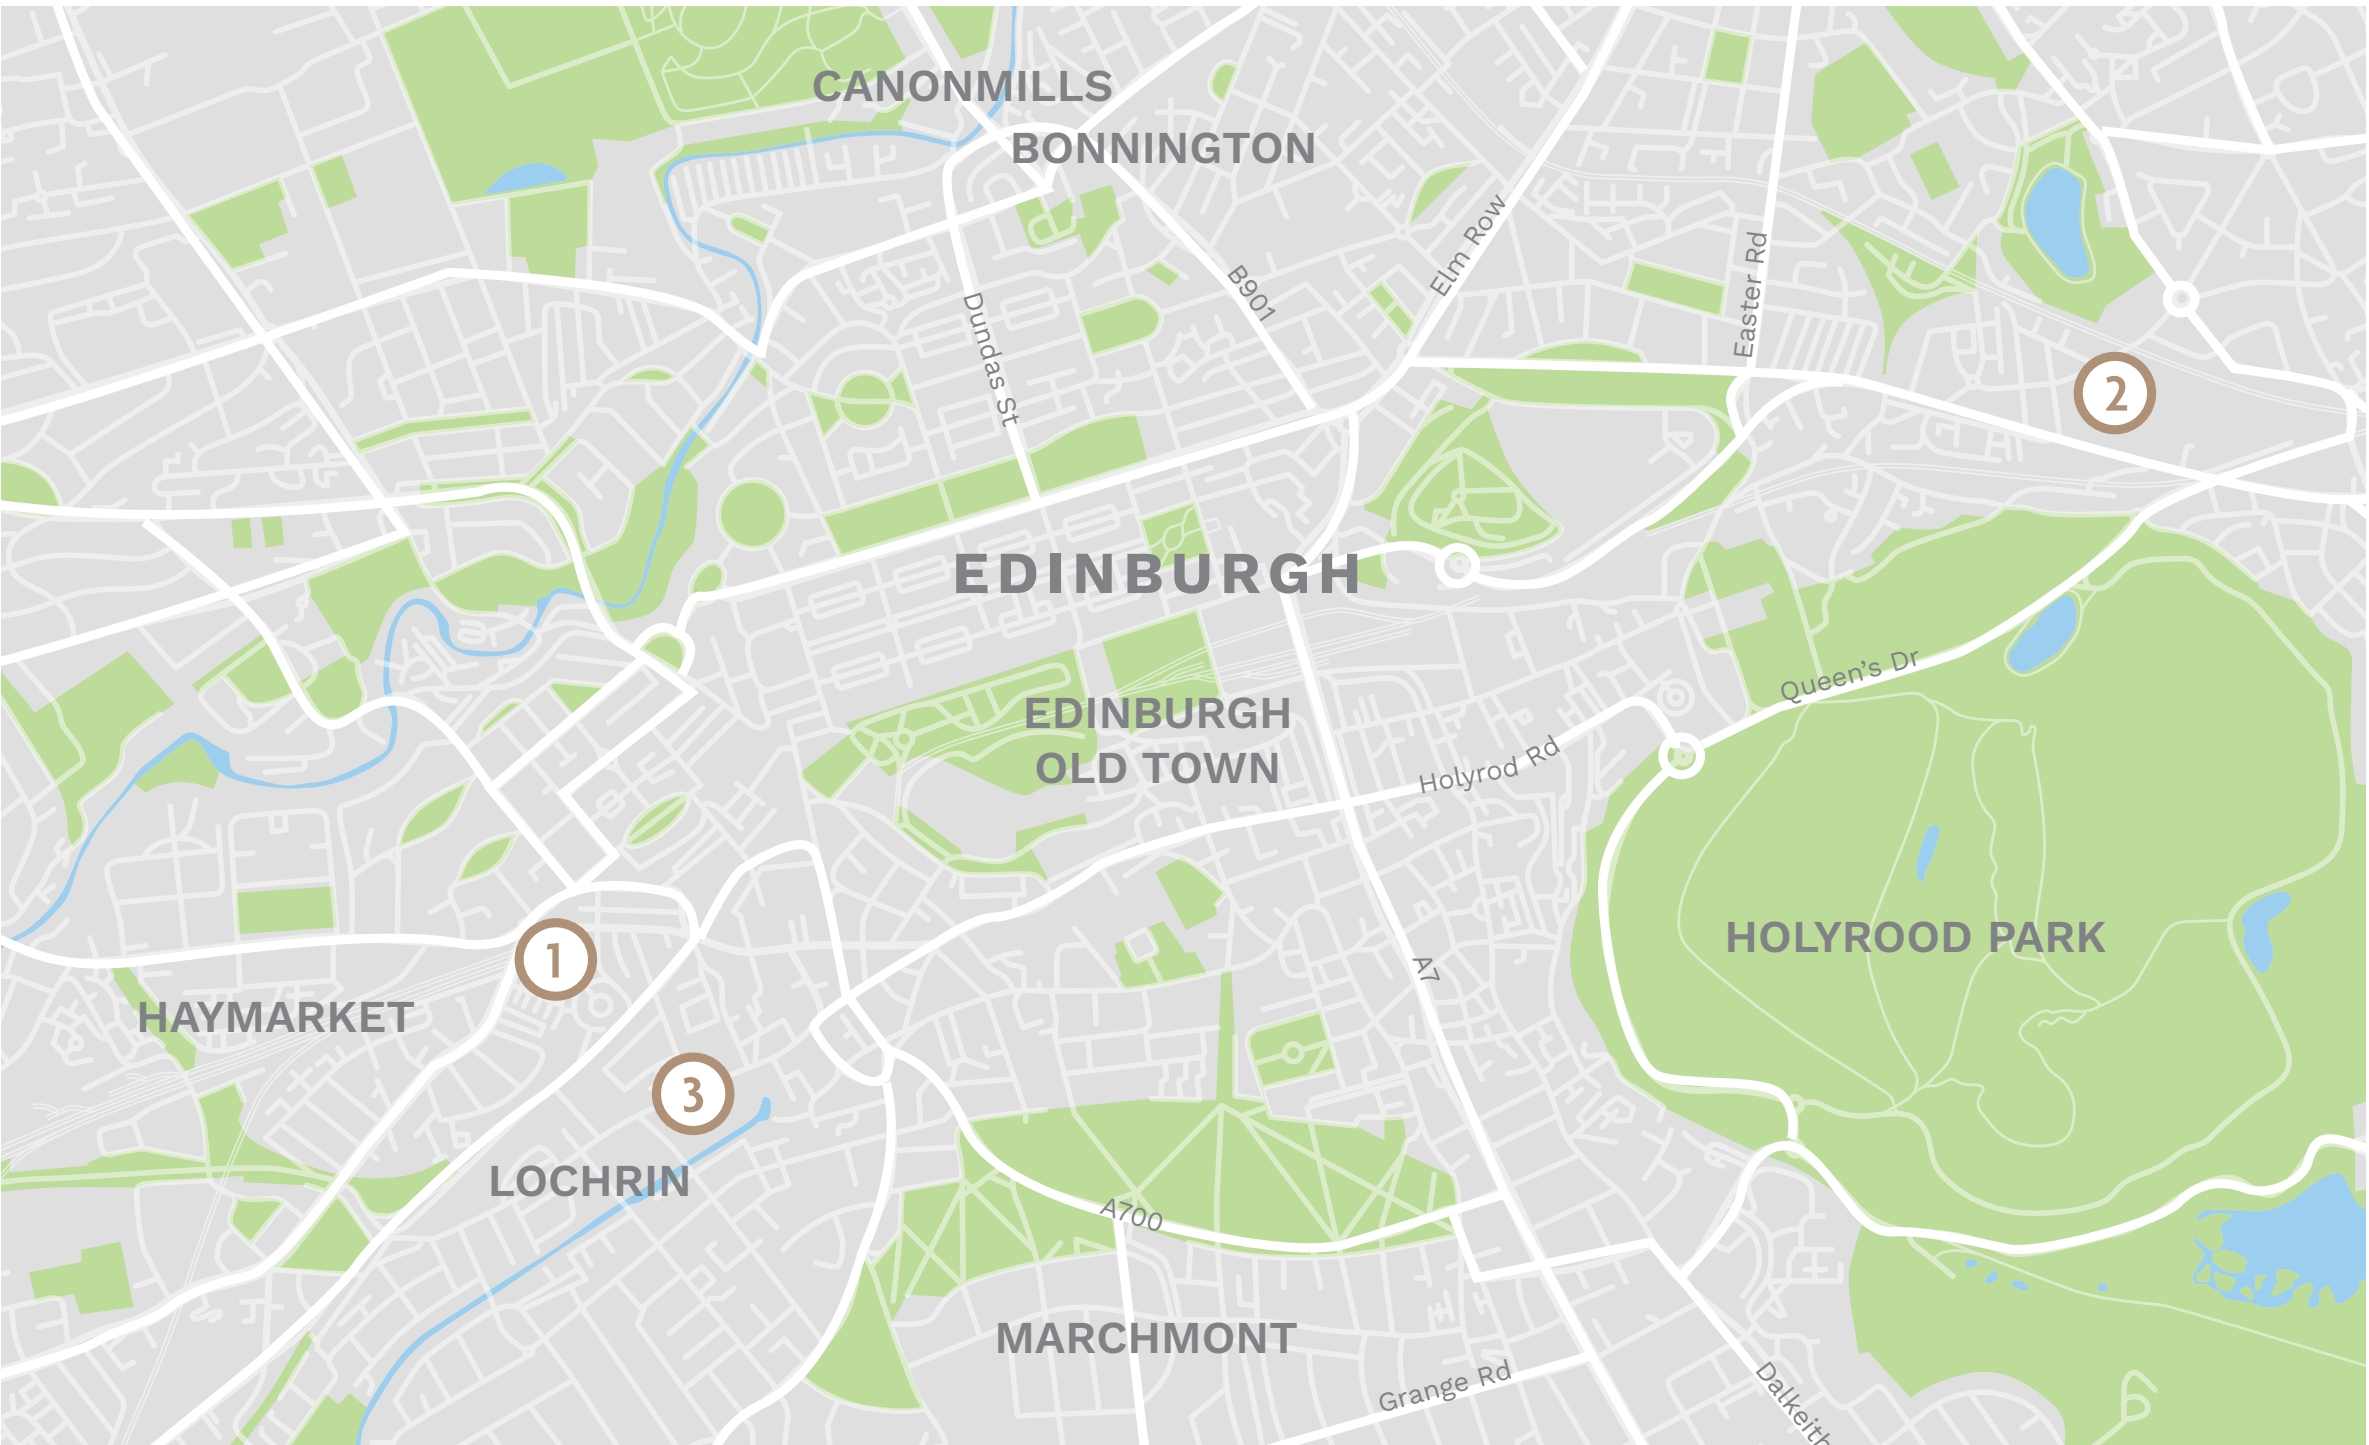 CANONMILLS
BONNINGTON
Elm Row
Easter Rd
B901
Dundas St
2
EDINBURGH
Queen's Dr
EDINBURGH
OLD TOWN
Holyrod Rd
HOLYROOD PARK
1
A7
HAYMARKET
3
LOCHRIN
A700
MARCHMONT
Grange Rd
Dalkeith